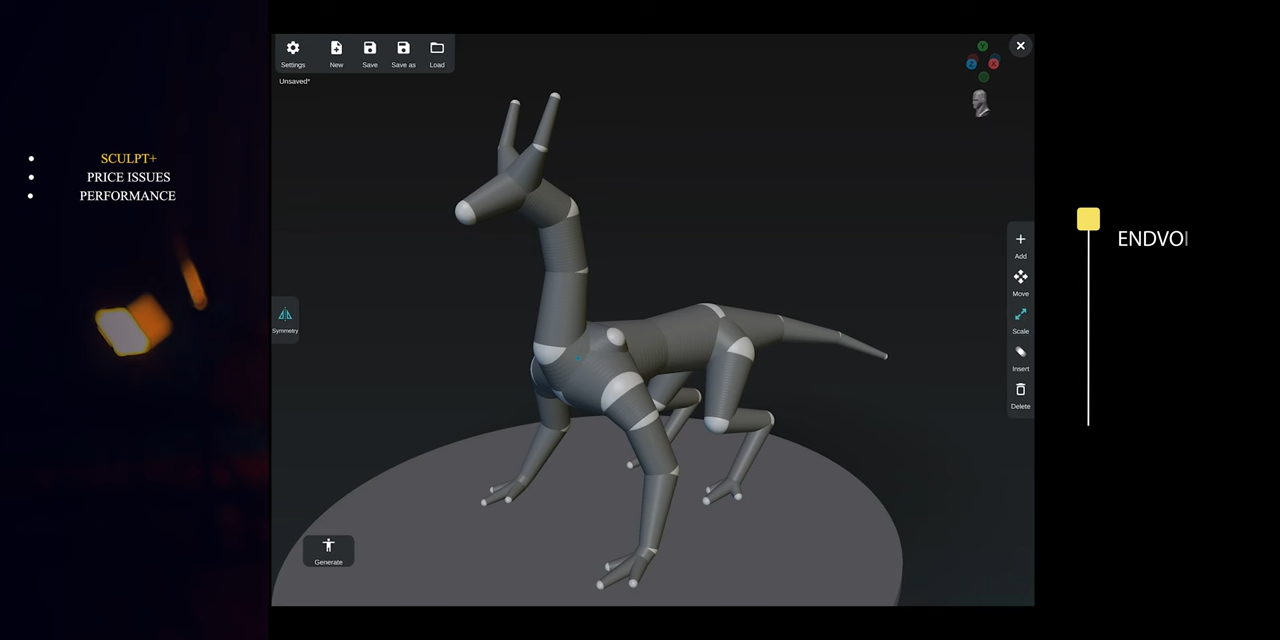 SCULPT+
PRICE ISSUES
PERFORMANCE
Settings
New
Save
Save as
Load
Unsaved*
Y
Z
X
Symmetry
Add
Move
Scale
Insert
Delete
Generate
ENDVO